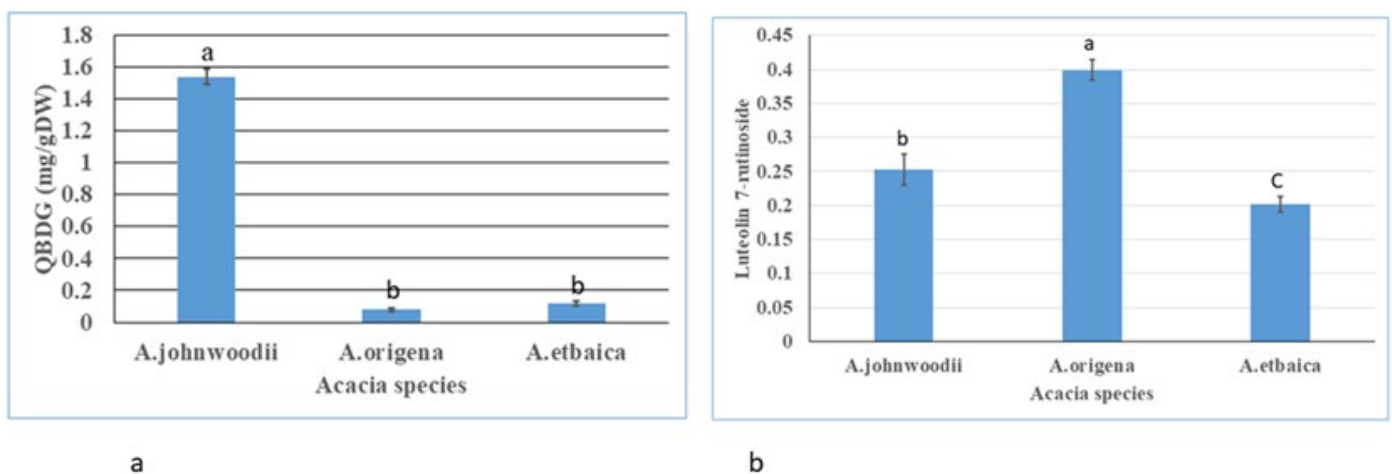 1.8
1.6
1.4
1.2
1
0.8
0.6
0.4
0.2
0
QBDG (mg/gDW)
a
b
b
A.johnwoodii A.origena A.etbaica
Acacia species
a
0.45
0.4
0.35
0.3
0.25
0.2
0.15
0.1
0.05
0
Luteolin 7-rutinoside
b
a
C
A.johnwoodii A.origena A.etbaica
Acacia species
b